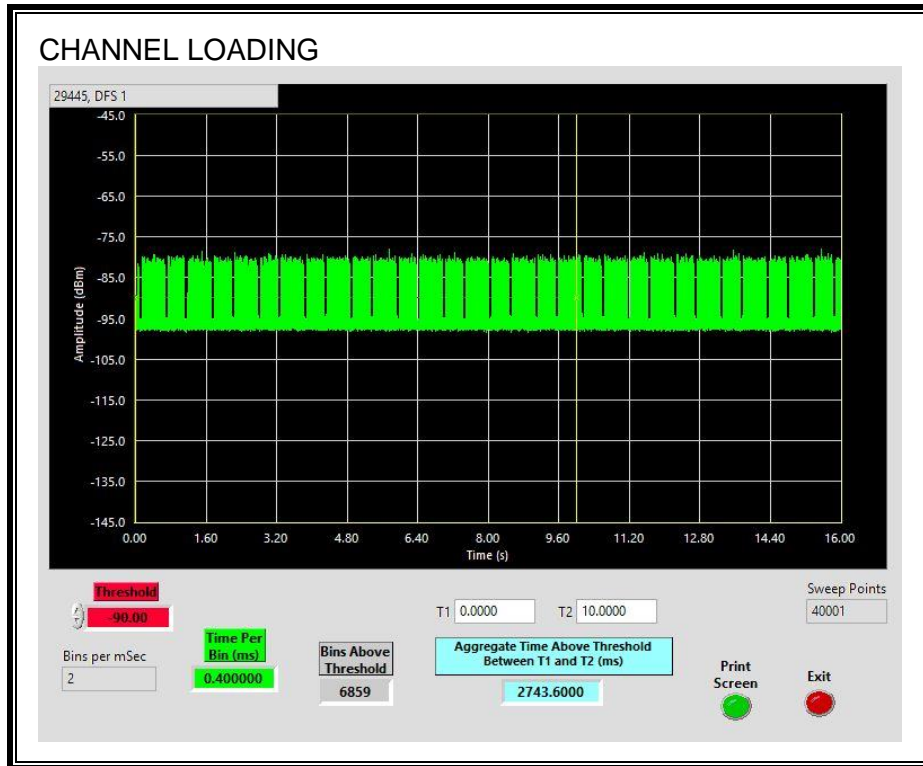 CHANNEL LOADING
29445, DFS 1
-45.0
-55.0
-65.0
-75.0
-85.0
-95.0
-105.0
-115.0
-125.0
-135.0
-145.0
Amplitude (dBm)
0.00 1.60 3.20 4.80 6.40 8.00 9.60 11.20 12.80 14.40 16.00
Time (s)
Threshold
-90.00
Bins per mSec
2
Time Per
Bin (ms)
0.400000
Bins Above
Threshold
6859
T1 0.0000 T2 10.0000
Aggregate Time Above Threshold
Between T1 and T2 (ms)
2743.6000
Sweep Points
40001
Print
Screen
Exit